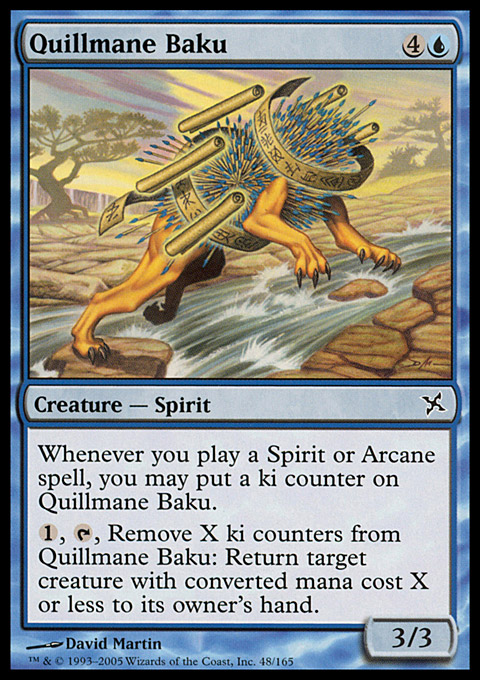 Quillmane Baku 4
Creature — Spirit
Whenever you play a Spirit or Arcane
spell, you may put a ki counter on
Quillmane Baku.
1, , Remove X ki counters from
Quillmane Baku: Return target
creature with converted mana cost X
or less to its owner's hand.
3/3
David Martin
™ & © 1993–2005 Wizards of the Coast, Inc. 48/165